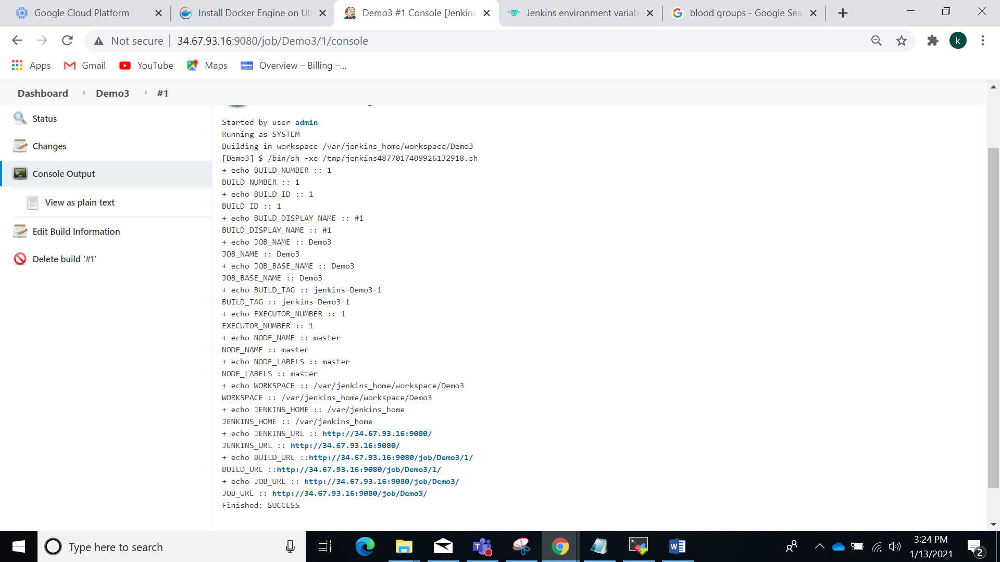 Google Cloud Platform
Install Docker Engine on Ub
Demo3 #1 Console [Jenkins
Jenkins environment variab
blood groups - Google Sea
Not secure
34.67.93.16:9080/job/Demo3/1/console
k
Apps
Gmail
YouTube
Maps
Overview – Billing –...
Dashboard
Demo3
#1
Status
Changes
Console Output
View as plain text
Edit Build Information
Delete build ‘#1’
Started by user admin
Running as SYSTEM
Building in workspace /var/jenkins_home/workspace/Demo3
[Demo3] $ /bin/sh -xe /tmp/jenkins4877017409926132918.sh
+ echo BUILD_NUMBER :: 1
BUILD_NUMBER :: 1
+ echo BUILD_ID :: 1
BUILD_ID :: 1
+ echo BUILD_DISPLAY_NAME :: #1
BUILD_DISPLAY_NAME :: #1
+ echo JOB_NAME :: Demo3
JOB_NAME :: Demo3
+ echo JOB_BASE_NAME :: Demo3
JOB_BASE_NAME :: Demo3
+ echo BUILD_TAG :: jenkins-Demo3-1
BUILD_TAG :: jenkins-Demo3-1
+ echo EXECUTOR_NUMBER :: 1
EXECUTOR_NUMBER :: 1
+ echo NODE_NAME :: master
NODE_NAME :: master
+ echo NODE_LABELS :: master
NODE_LABELS :: master
+ echo WORKSPACE :: /var/jenkins_home/workspace/Demo3
WORKSPACE :: /var/jenkins_home/workspace/Demo3
+ echo JENKINS_HOME :: /var/jenkins_home
JENKINS_HOME :: /var/jenkins_home
+ echo JENKINS_URL :: http://34.67.93.16:9080/
JENKINS_URL :: http://34.67.93.16:9080/
+ echo BUILD_URL ::http://34.67.93.16:9080/job/Demo3/1/
BUILD_URL ::http://34.67.93.16:9080/job/Demo3/1/
+ echo JOB_URL :: http://34.67.93.16:9080/job/Demo3/
JOB_URL :: http://34.67.93.16:9080/job/Demo3/
Finished: SUCCESS
Type here to search
3:24 PM
1/13/2021
2